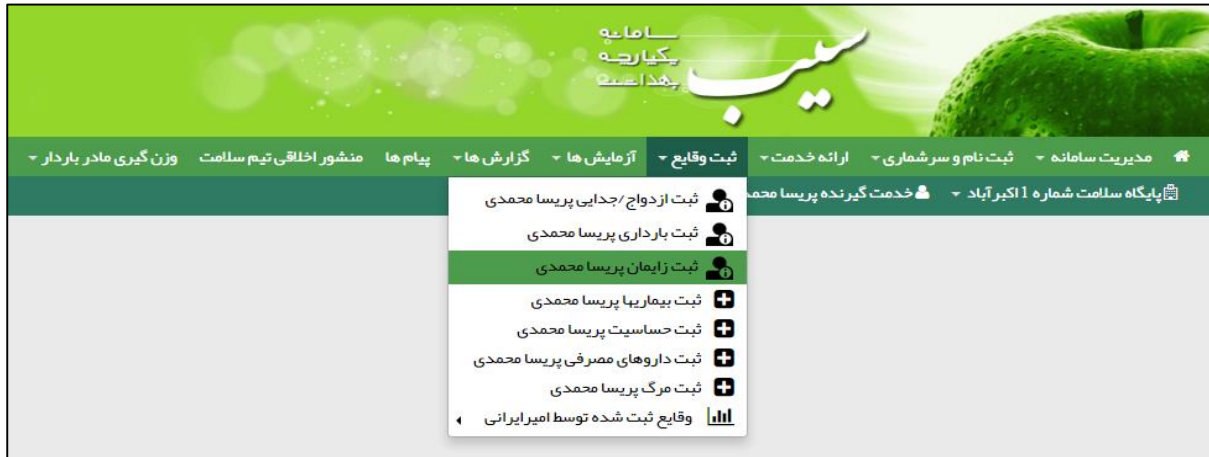 سامانه
یکپارچه
بهداشت
سیب
مدیریت سامانه ثبت نام و سرشماری ارائه خدمت ثبت وقایع آزمایش ها گزارش ها پیام ها منشور اخلاقی تیم سلامت وزن گیری مادر باردار
پایگاه سلامت شماره 1 اکبرآباد خدمت گیرنده پریسا محمد
ثبت ازدواج/جدایی پریسا محمدی
ثبت بارداری پریسا محمدی
ثبت زایمان پریسا محمدی
ثبت بیماریها پریسا محمدی
ثبت حساسیت پریسا محمدی
ثبت داروهای مصرفی پریسا محمدی
ثبت مرگ پریسا محمدی
وقایع ثبت شده توسط امیرایرانی